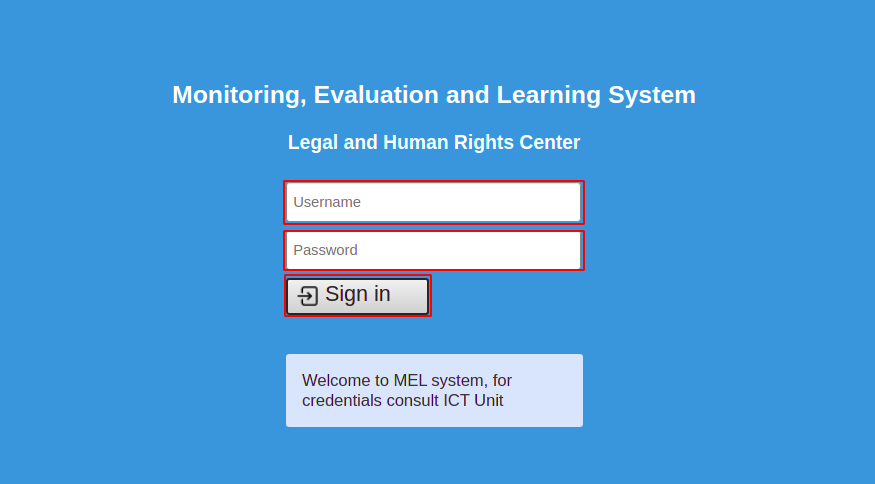 Monitoring, Evaluation and Learning System
Legal and Human Rights Center
Username
Password
Sign in
Welcome to MEL system, for
credentials consult ICT Unit